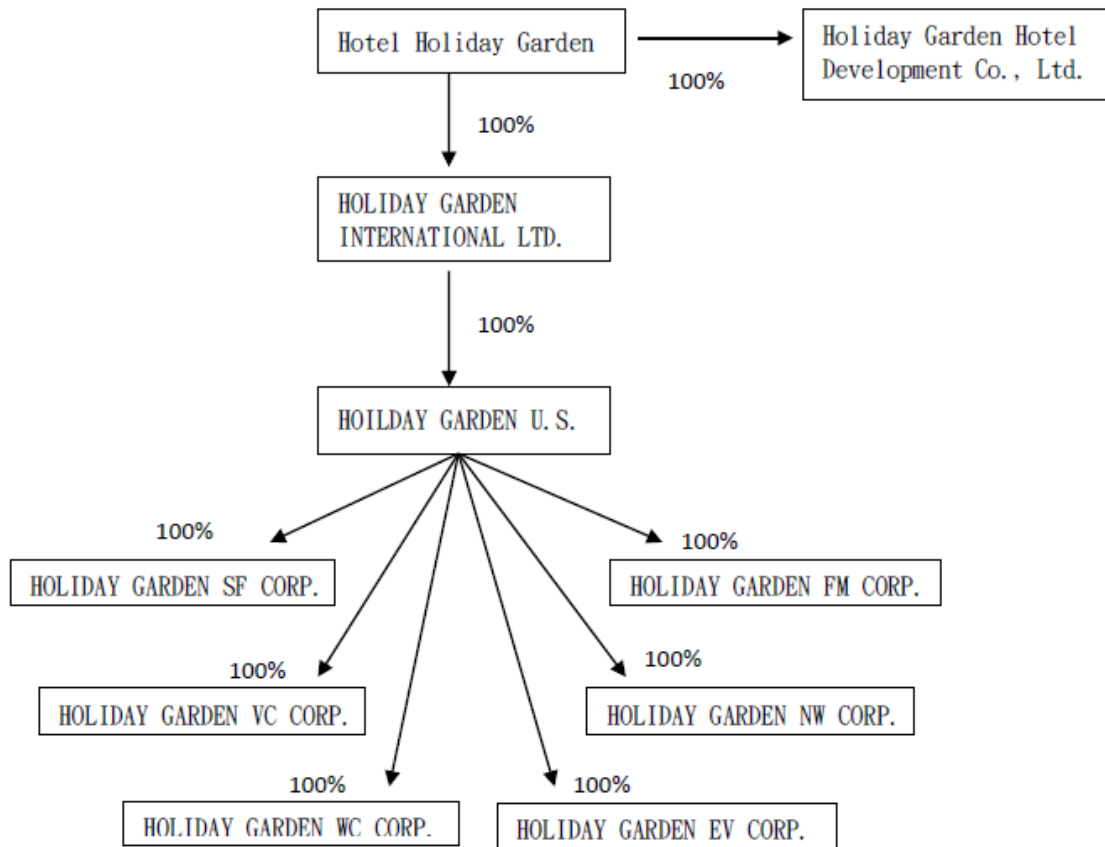 Hotel Holiday Garden
Holiday Garden Hotel
Development Co., Ltd.
100%
100%
HOLIDAY GARDEN
INTERNATIONAL LTD.
100%
HOILDAY GARDEN U.S.
100%
100%
HOLIDAY GARDEN SF CORP.
HOLIDAY GARDEN FM CORP.
100%
100%
HOLIDAY GARDEN VC CORP.
HOLIDAY GARDEN NW CORP.
100%
100%
HOLIDAY GARDEN WC CORP.
HOLIDAY GARDEN EV CORP.